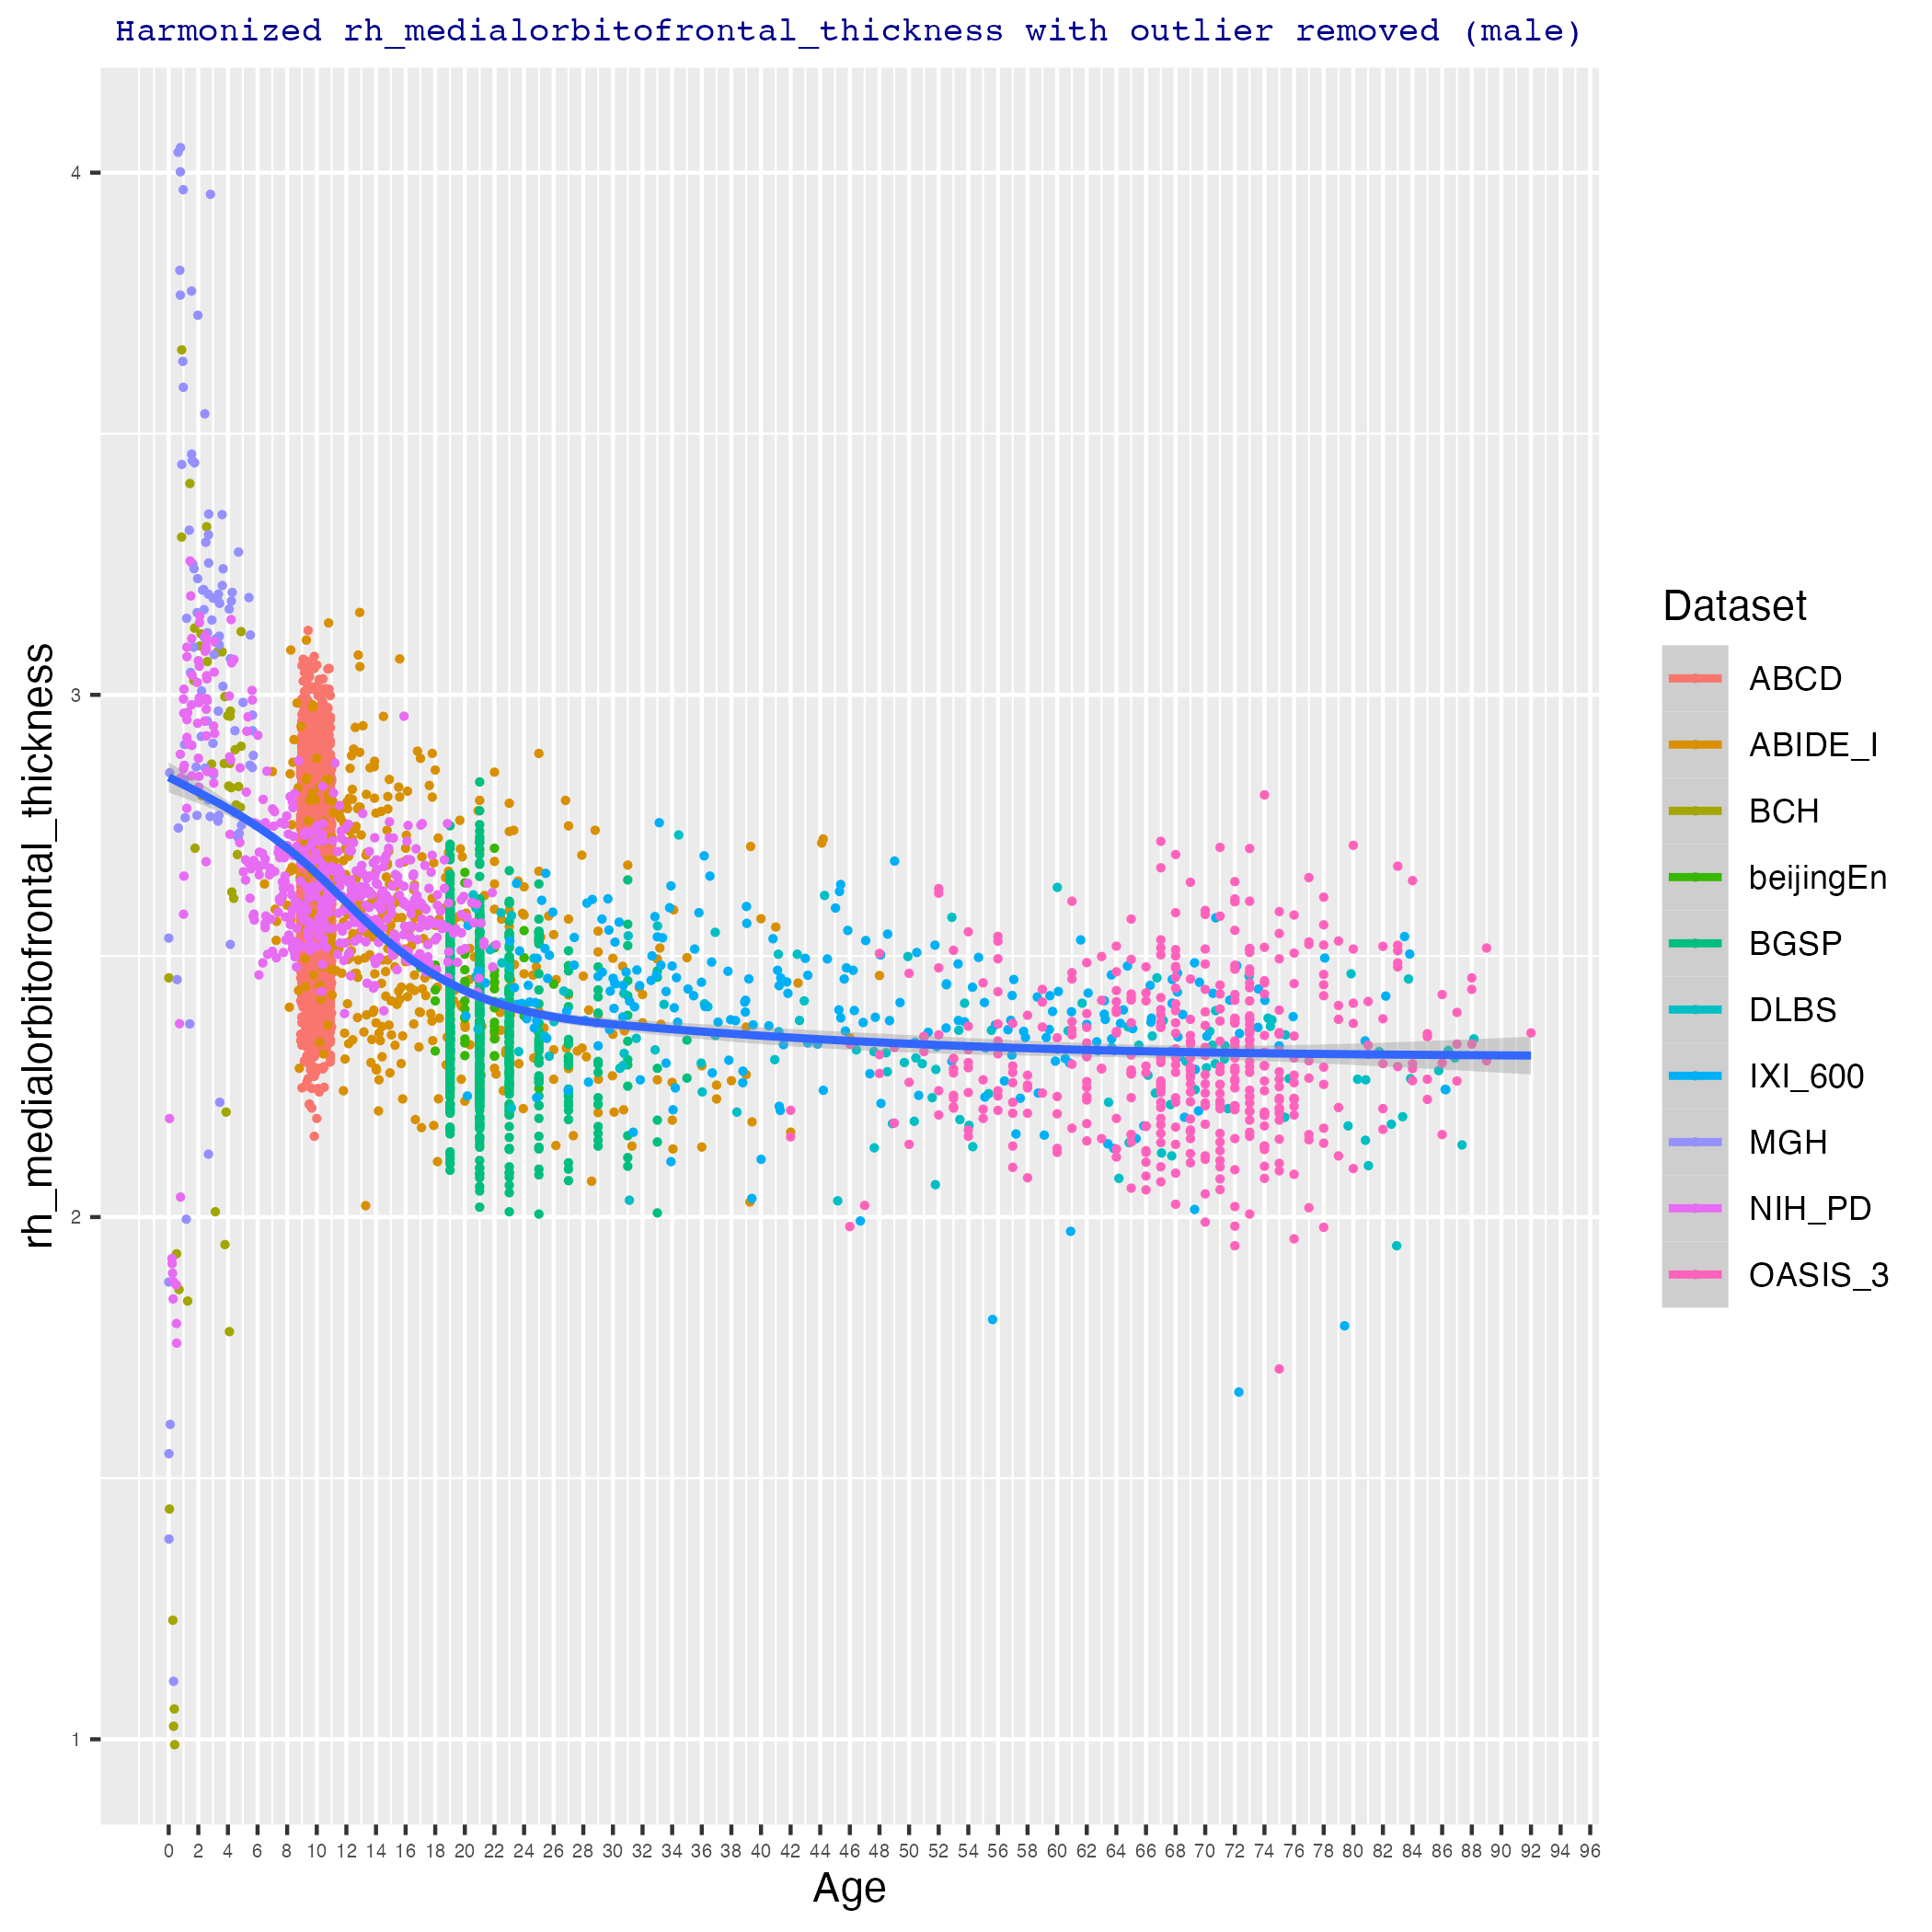 Harmonized rh_medialorbitofrontal_thickness with outlier removed (male)
rh_medialorbitofrontal_thickness
4
3
2
1
0 2 4 6 8 10 12 14 16 18 20 22 24 26 28 30 32 34 36 38 40 42 44 46 48 50 52 54 56 58 60 62 64 66 68 70 72 74 76 78 80 82 84 86 88 90 92 94 96
Age
Dataset
ABCD
ABIDE_I
BCH
beijingEn
BGSP
DLBS
IXI_600
MGH
NIH_PD
OASIS_3